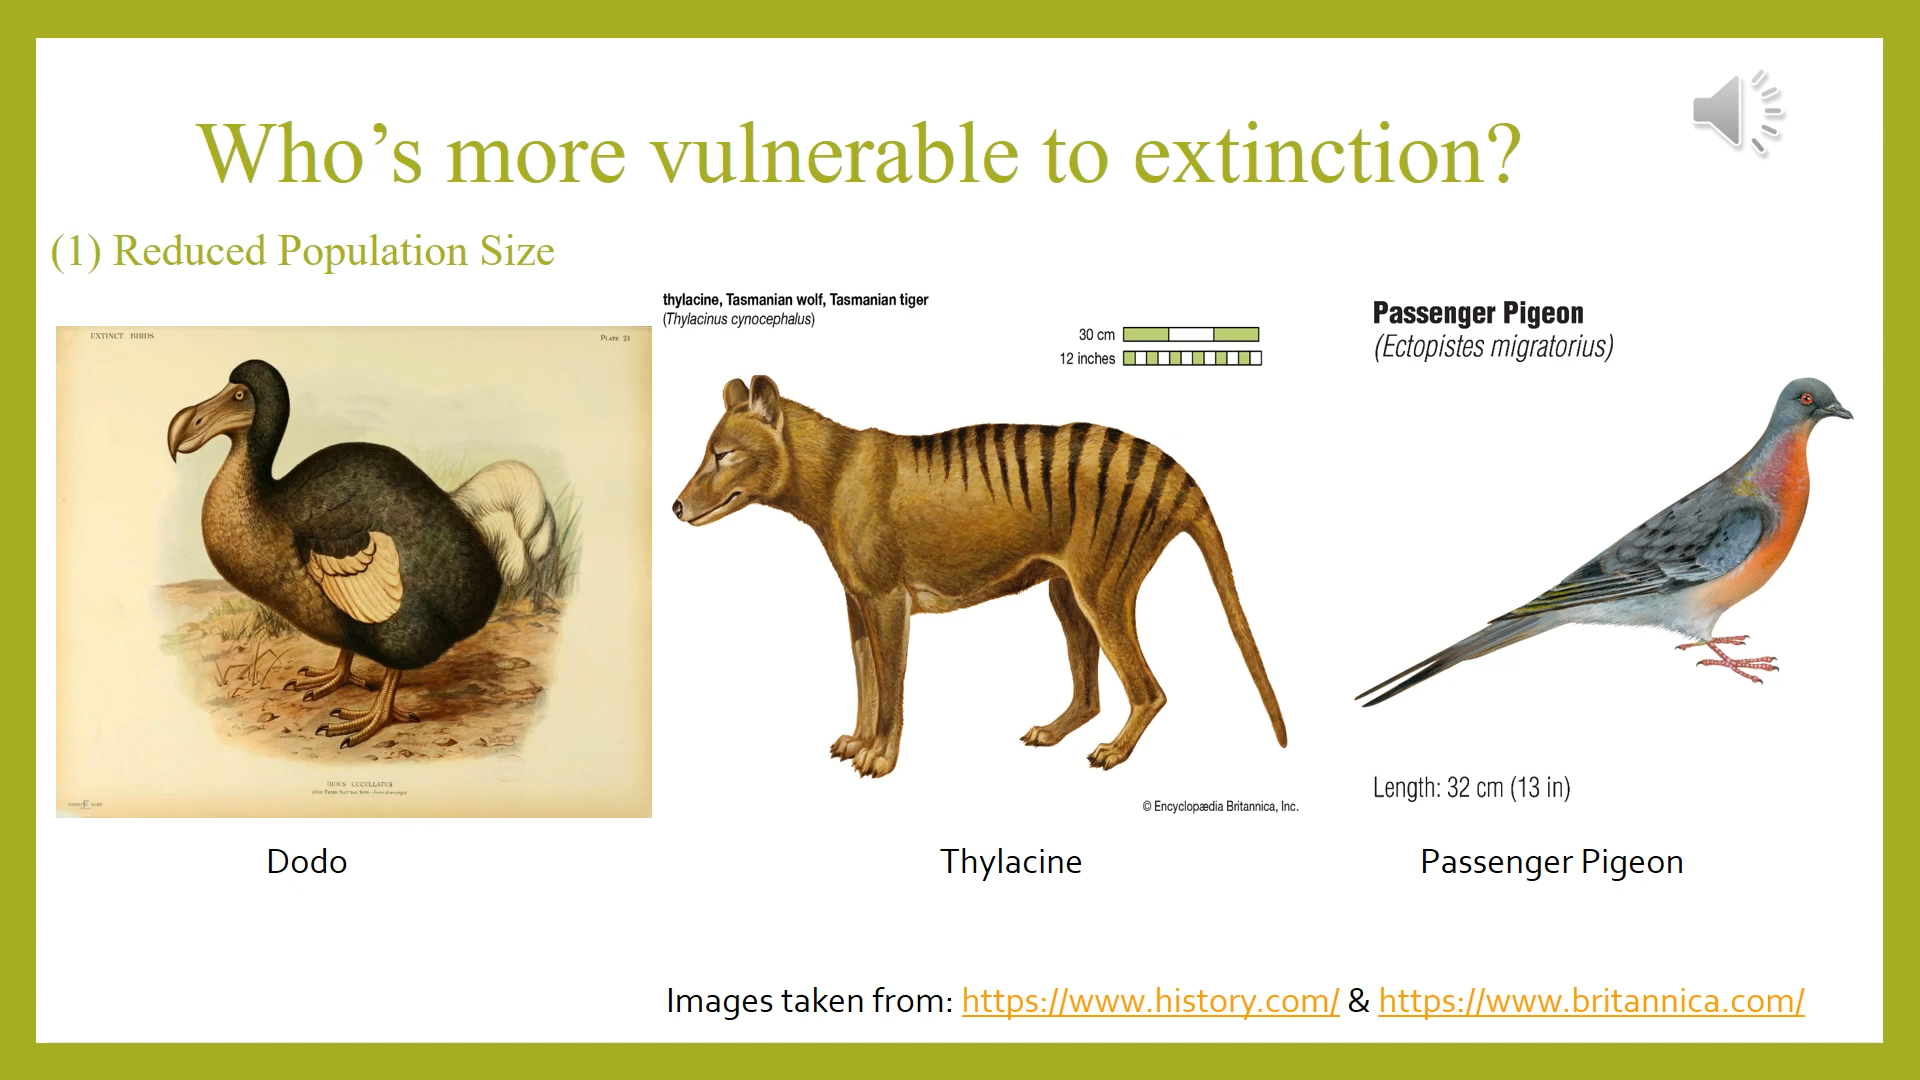 Who’s more vulnerable to extinction?
(1) Reduced Population Size
EXTINCT BIRDS
PLATE 24
DIDUS CUCULLATUS
thylacine, Tasmanian wolf, Tasmanian tiger
(Thylacinus cynocephalus)
30 cm
12 inches
© Encyclopædia Britannica, Inc.
Passenger Pigeon
(Ectopistes migratorius)
Length: 32 cm (13 in)
Dodo
Thylacine
Passenger Pigeon
Images taken from: https://www.history.com/ & https://www.britannica.com/